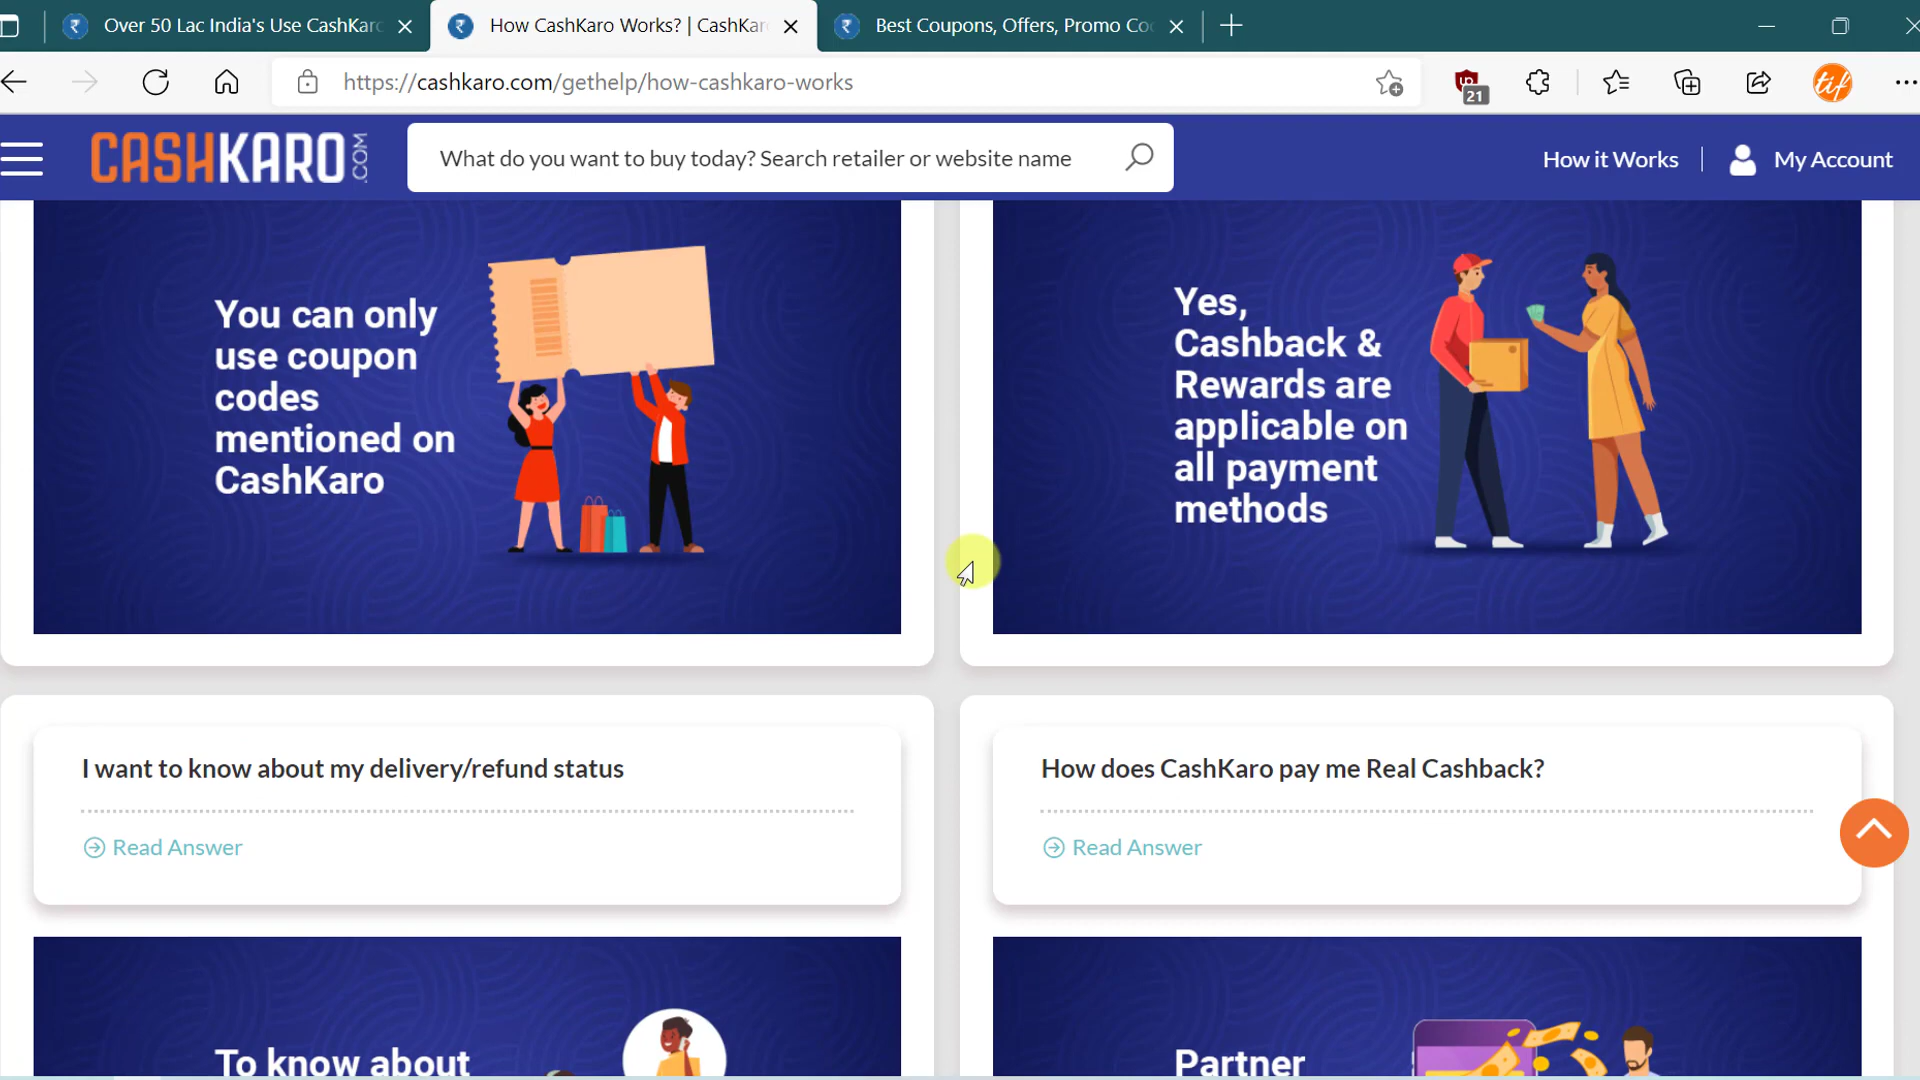 Over 50 Lac India's Use CashKaro
How CashKaro Works? | CashKar
Best Coupons, Offers, Promo Co
https://cashkaro.com/gethelp/how-cashkaro-works
21
tif
CASHKARO.COM
What do you want to buy today? Search retailer or website name
How it Works
My Account
You can only
use coupon
codes
mentioned on
CashKaro
Yes,
Cashback &
Rewards are
applicable on
all payment
methods
I want to know about my delivery/refund status
Read Answer
How does CashKaro pay me Real Cashback?
Read Answer
To know about
Partner